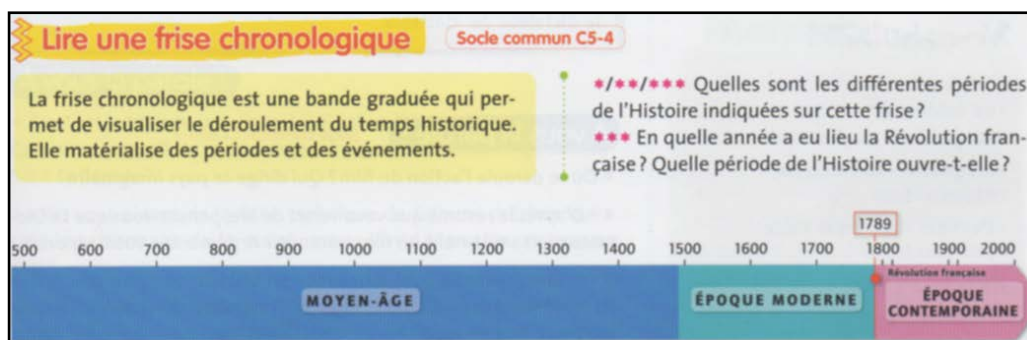 Lire une frise chronologique
Socle commun C5-4
La frise chronologique est une bande graduée qui per-
met de visualiser le déroulement du temps historique.
Elle matérialise des périodes et des événements.
*/**/*** Quelles sont les différentes périodes
de l'Histoire indiquées sur cette frise ?
*** En quelle année a eu lieu la Révolution fran-
çaise ? Quelle période de l'Histoire ouvre-t-elle ?
1789
500 600 700 800 900 1000 1100 1200 1300 1400 1500 1600 1700 1800 1900 2000
Révolution française
MOYEN-ÂGE
ÉPOQUE MODERNE
ÉPOQUE
CONTEMPORAINE